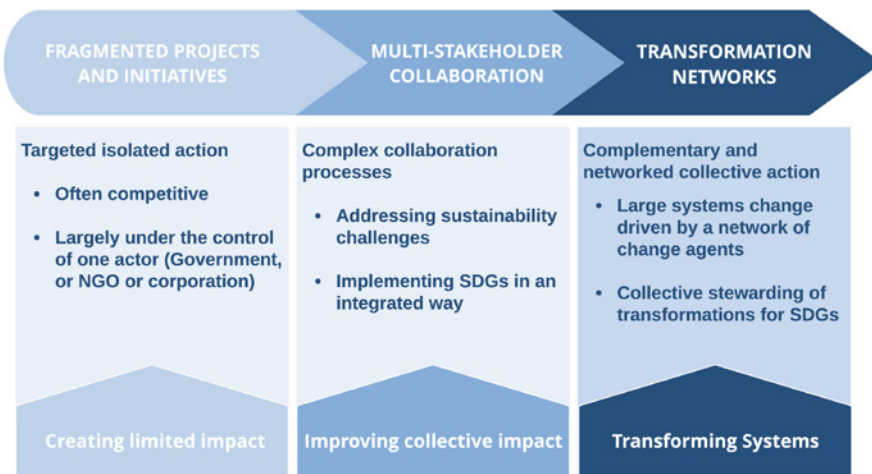 FRAGMENTED PROJECTS
AND INITIATIVES
MULTI-STAKEHOLDER
COLLABORATION
TRANSFORMATION
NETWORKS
Targeted isolated action
• Often competitive
• Largely under the control
of one actor (Government,
or NGO or corporation)
Creating limited impact
Complex collaboration
processes
• Addressing sustainability
challenges
• Implementing SDGs in an
integrated way
Improving collective impact
Complementary and
networked collective action
• Large systems change
driven by a network of
change agents
• Collective stewarding of
transformations for SDGs
Transforming Systems